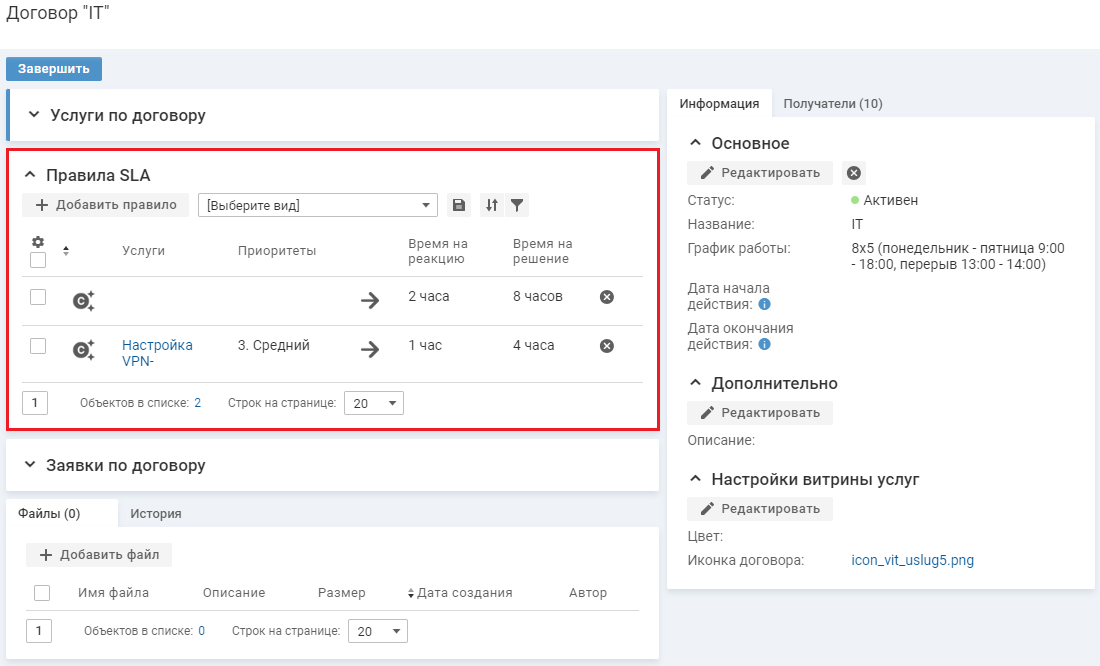 Договор "IT"
Завершить
Услуги по договору
Правила SLA
Добавить правило
[Выберите вид]
Услуги
Приоритеты
Время на
реакцию
Время на
решение
2 часа
8 часов
Настройка
VPN-
3. Средний
1 час
4 часа
1
Объектов в списке: 2
Строк на странице:
20
Заявки по договору
Файлы (0)
История
Добавить файл
Имя файла
Описание
Размер
Дата создания
Автор
1
Объектов в списке: 0
Строк на странице:
20
Информация
Получатели (10)
Основное
Редактировать
Статус:
Активен
Название:
IT
График работы:
8x5 (понедельник - пятница 9:00
- 18:00, перерыв 13:00 - 14:00)
Дата начала
действия:
Дата окончания
действия:
Дополнительно
Редактировать
Описание:
Настройки витрины услуг
Редактировать
Цвет:
Иконка договора:
icon_vit_uslug5.png